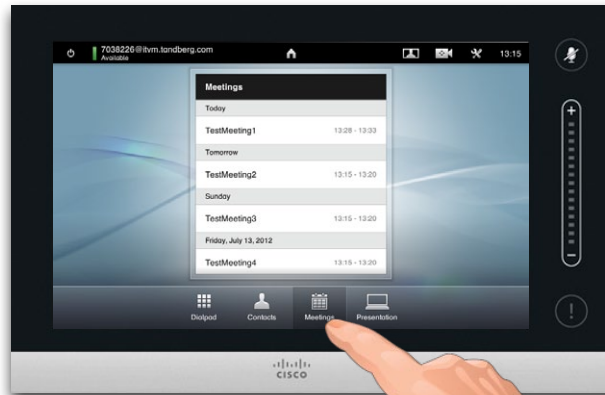 7038226@itvm.tandberg.com
Available
13:15
Meetings
Today
TestMeeting1 13:28 - 13:33
Tomorrow
TestMeeting2 13:15 - 13:20
Sunday
TestMeeting3 13:15 - 13:20
Friday, July 13, 2012
TestMeeting4 13:15 - 13:20
Dialpad Contacts Meetings Presentation
CISCO